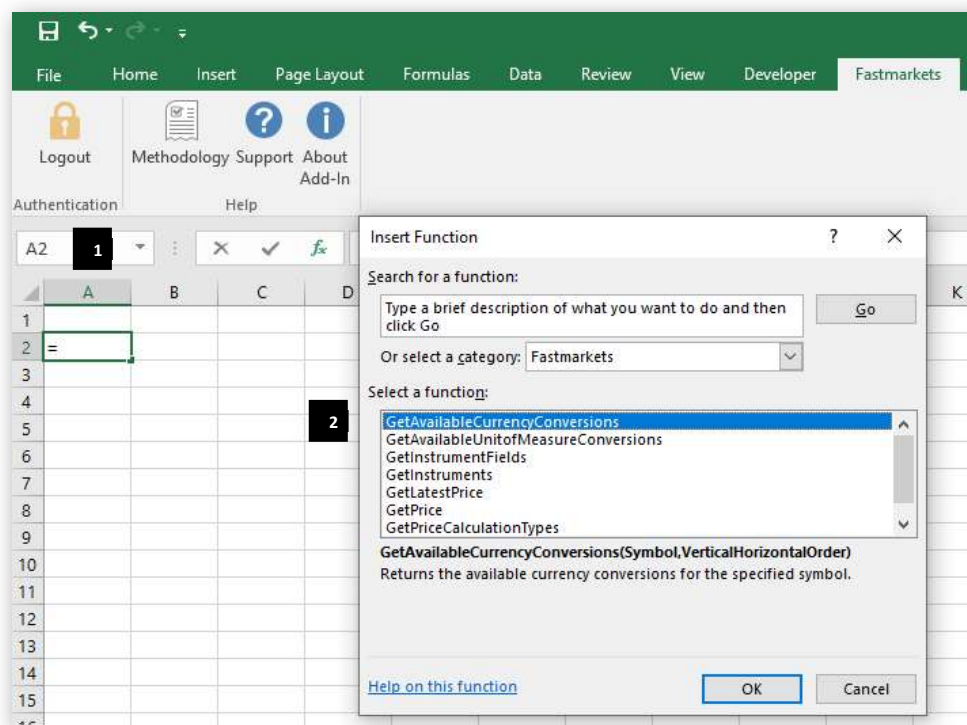 File Home Insert Page Layout Formulas Data Review View Developer Fastmarkets
Logout Methodology Support About
Add-In
Authentication Help
A2 1 fx
Insert Function ? 
Search for a function:
Type a brief description of what you want to do and then
click Go
Go
Or select a category: Fastmarkets
Select a function:
2
GetAvailableCurrencyConversions
GetAvailableUnitofMeasureConversions
GetInstrumentFields
GetInstruments
GetLatestPrice
GetPrice
GetPriceCalculationTypes
GetAvailableCurrencyConversions(Symbol,VerticalHorizontalOrder)
Returns the available currency conversions for the specified symbol.
Help on this function OK Cancel
A B C D K
1
2 =
3
4
5
6
7
8
9
10
11
12
13
14
15